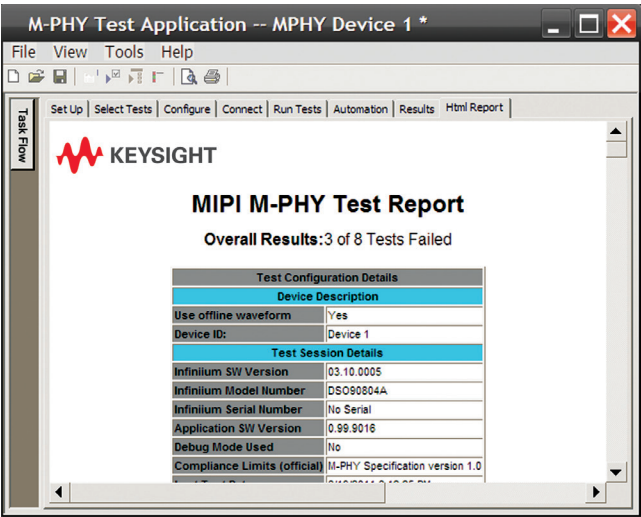 M-PHY Test Application -- MPHY Device 1 *
File View Tools Help
Task Flow
Set Up Select Tests Configure Connect Run Tests Automation Results Html Report
KEYSIGHT
MIPI M-PHY Test Report
Overall Results:3 of 8 Tests Failed
Test Configuration Details
Device Description
Use offline waveform Yes
Device ID: Device 1
Test Session Details
Infiniium SW Version 03.10.0005
Infiniium Model Number DSO90804A
Infiniium Serial Number No Serial
Application SW Version 0.99.9016
Debug Mode Used No
Compliance Limits (official) M-PHY Specification version 1.0